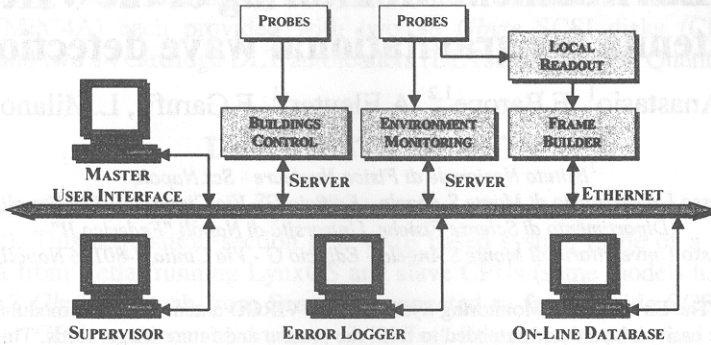 PROBES
PROBES
LOCAL
READOUT
BUILDINGS
CONTROL
ENVIRONMENT
MONITORING
FRAME
BUILDER
MASTER
USER INTERFACE
SERVER
SERVER
ETHERNET
SUPERVISOR
ERROR LOGGER
ON-LINE DATABASE